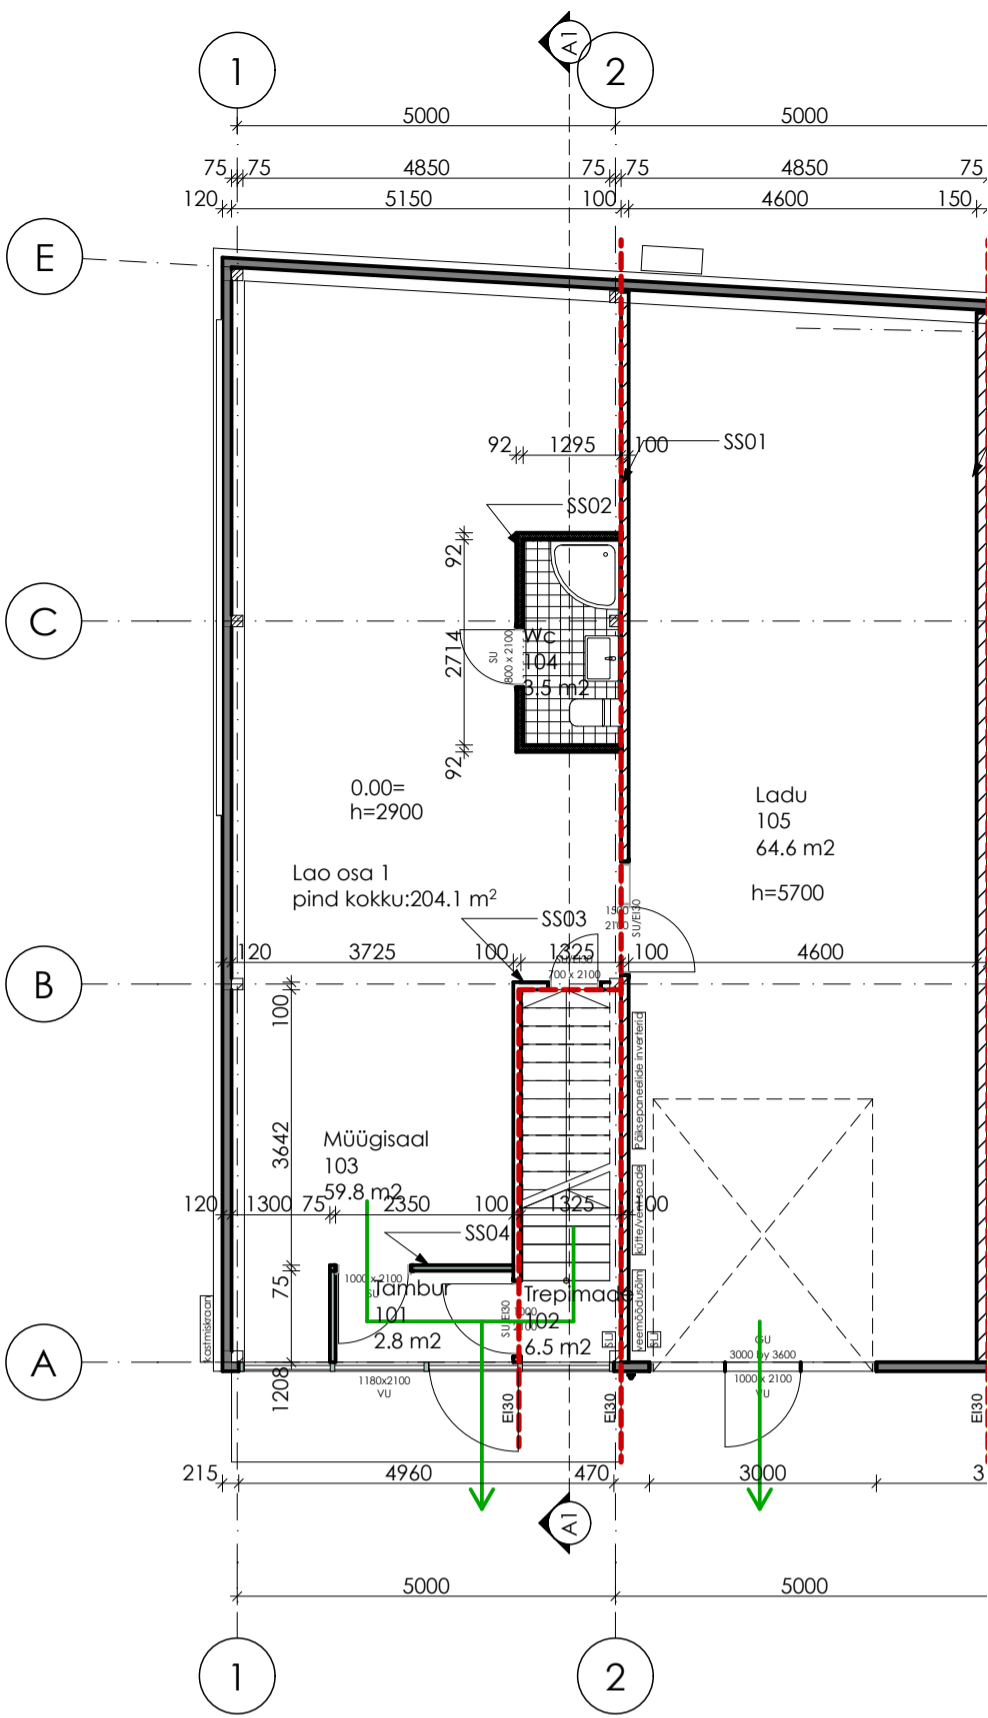 A1
1
2
5000
5000
75
75
4850
75
75
4850
75
120
5150
100
4600
150
E
92
1295
100
SS01
SS02
92
C
2714
SU
800 x 2100
Wc
104
3.5 m2
92
0.00=
h=2900
Ladu
105
64.6 m2
h=5700
Lao osa 1
pind kokku:204.1 m²
SS03
SU/EI30
120
3725
100
1325
100
4600
700 x 2100
B
100
Päiksepaneelide inverterid
3642
Müügisaal
103
59.8 m2
120
1300
75
2350
100
1325
100
kütte/vent seade
SS04
75
1000 x 2100
SU
Tambur
101
2.8 m2
SU/EI30
Trepimade
102
6.5 m2
veemõõdusõlm
SU
EL
kastmiskraan
GU
3000 by 3600
A
1208
1180x2100
VU
1000 x 2100
VU
EI30
EI30
EI30
215
4960
470
3000
3
A1
5000
5000
1
2